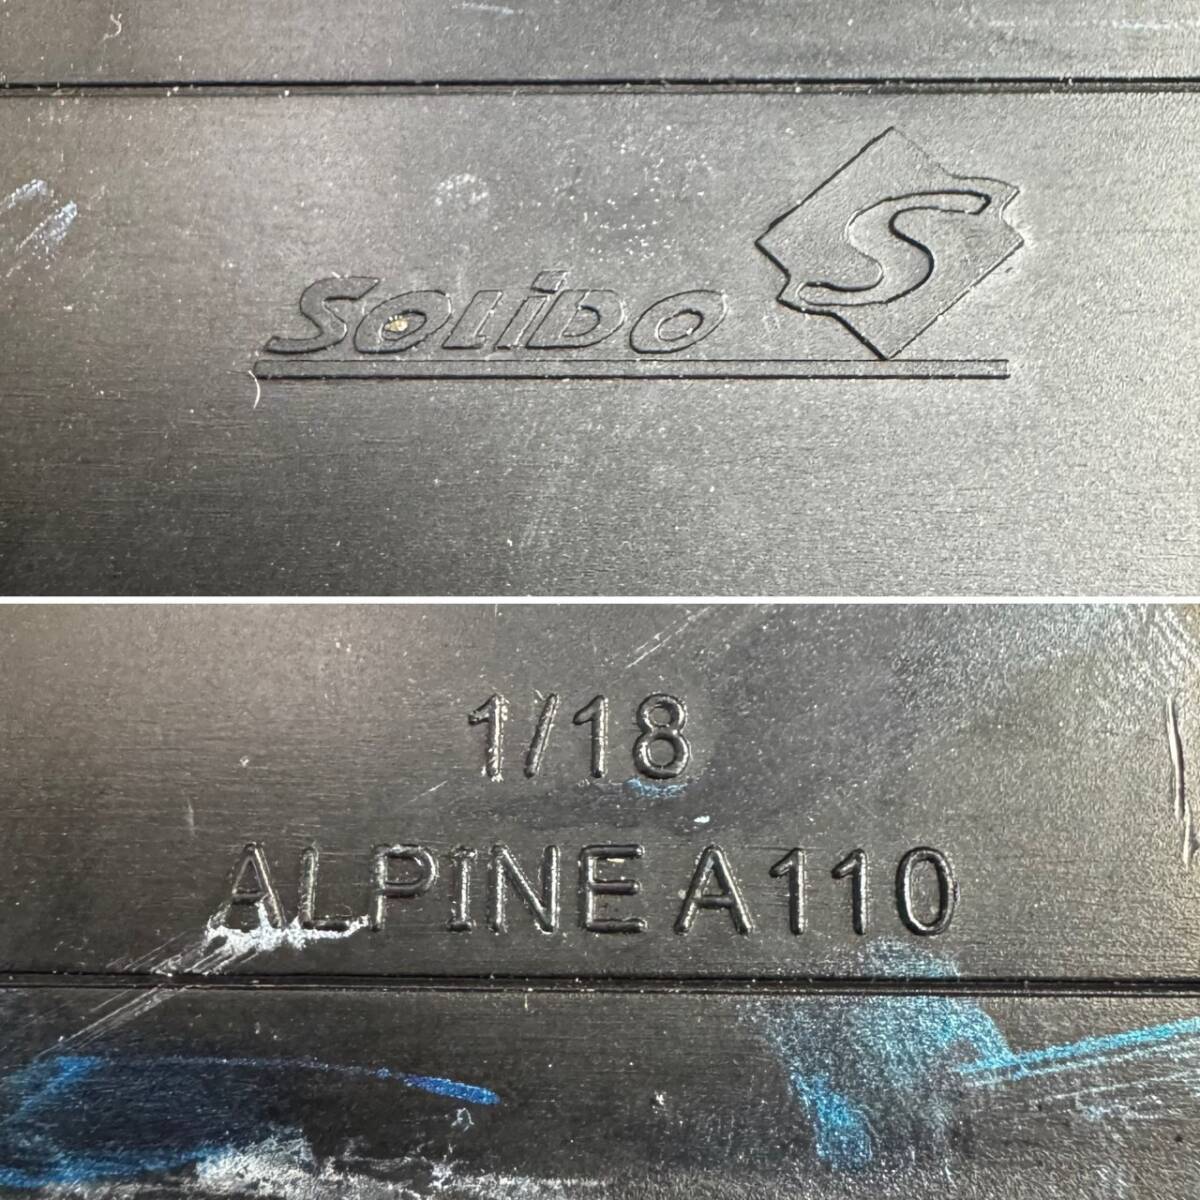 Solido S
1/18
ALPINE A110